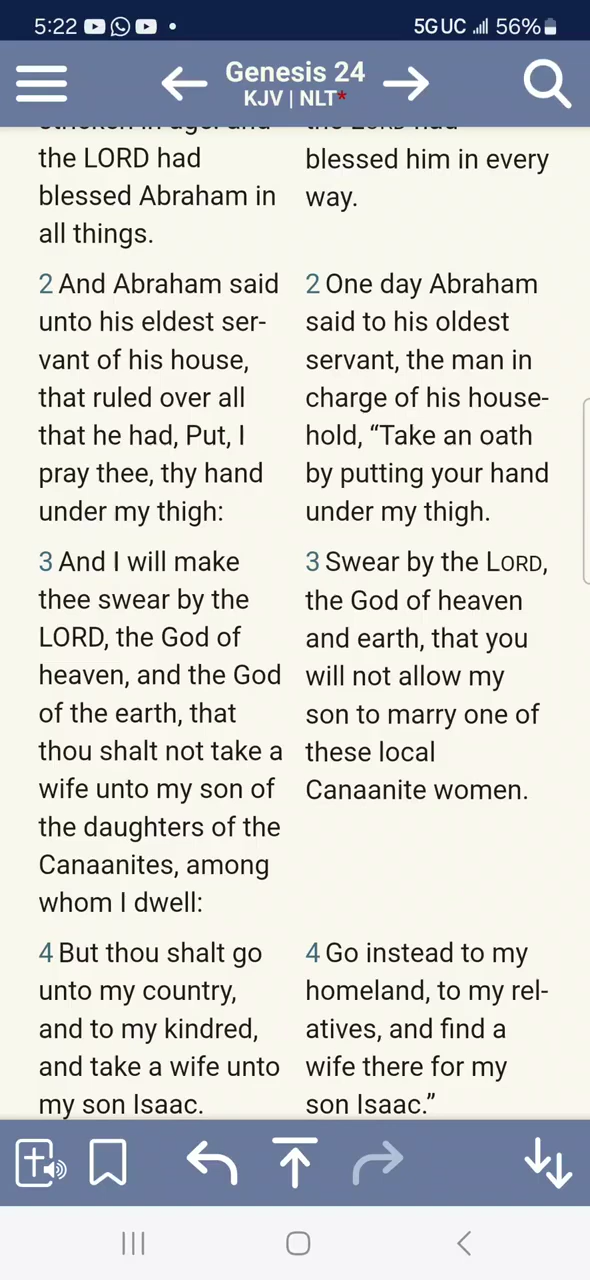 5:22
5G UC 56%
Genesis 24
KJV | NLT*
the LORD had
blessed Abraham in
all things.
2 And Abraham said
unto his eldest ser-
vant of his house,
that ruled over all
that he had, Put, I
pray thee, thy hand
under my thigh:
3 And I will make
thee swear by the
LORD, the God of
heaven, and the God
of the earth, that
thou shalt not take a
wife unto my son of
the daughters of the
Canaanites, among
whom I dwell:
4 But thou shalt go
unto my country,
and to my kindred,
and take a wife unto
my son Isaac.
the LORD had
blessed him in every
way.
2 One day Abraham
said to his oldest
servant, the man in
charge of his house-
hold, “Take an oath
by putting your hand
under my thigh.
3 Swear by the LORD,
the God of heaven
and earth, that you
will not allow my
son to marry one of
these local
Canaanite women.
4 Go instead to my
homeland, to my rel-
atives, and find a
wife there for my
son Isaac.”